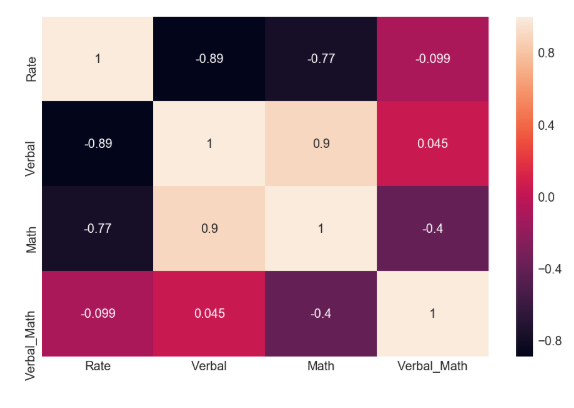 Rate 1 -0.89 -0.77 -0.099
Verbal -0.89 1 0.9 0.045
Math -0.77 0.9 1 -0.4
Verbal_Math -0.099 0.045 -0.4 1
Rate Verbal Math Verbal_Math
0.8
0.4
0.0
−0.4
−0.8